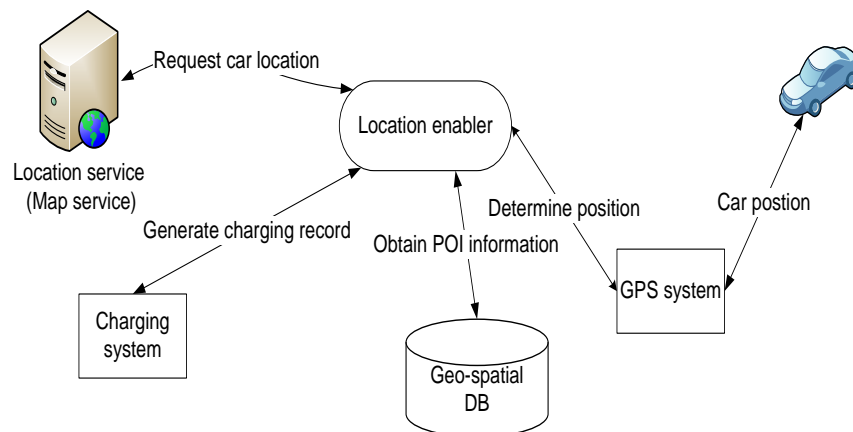 Request car location
Location enabler
Location service
(Map service)
Generate charging record
Determine position
Car postion
Obtain POI information
GPS system
Charging
system
Geo-spatial
DB